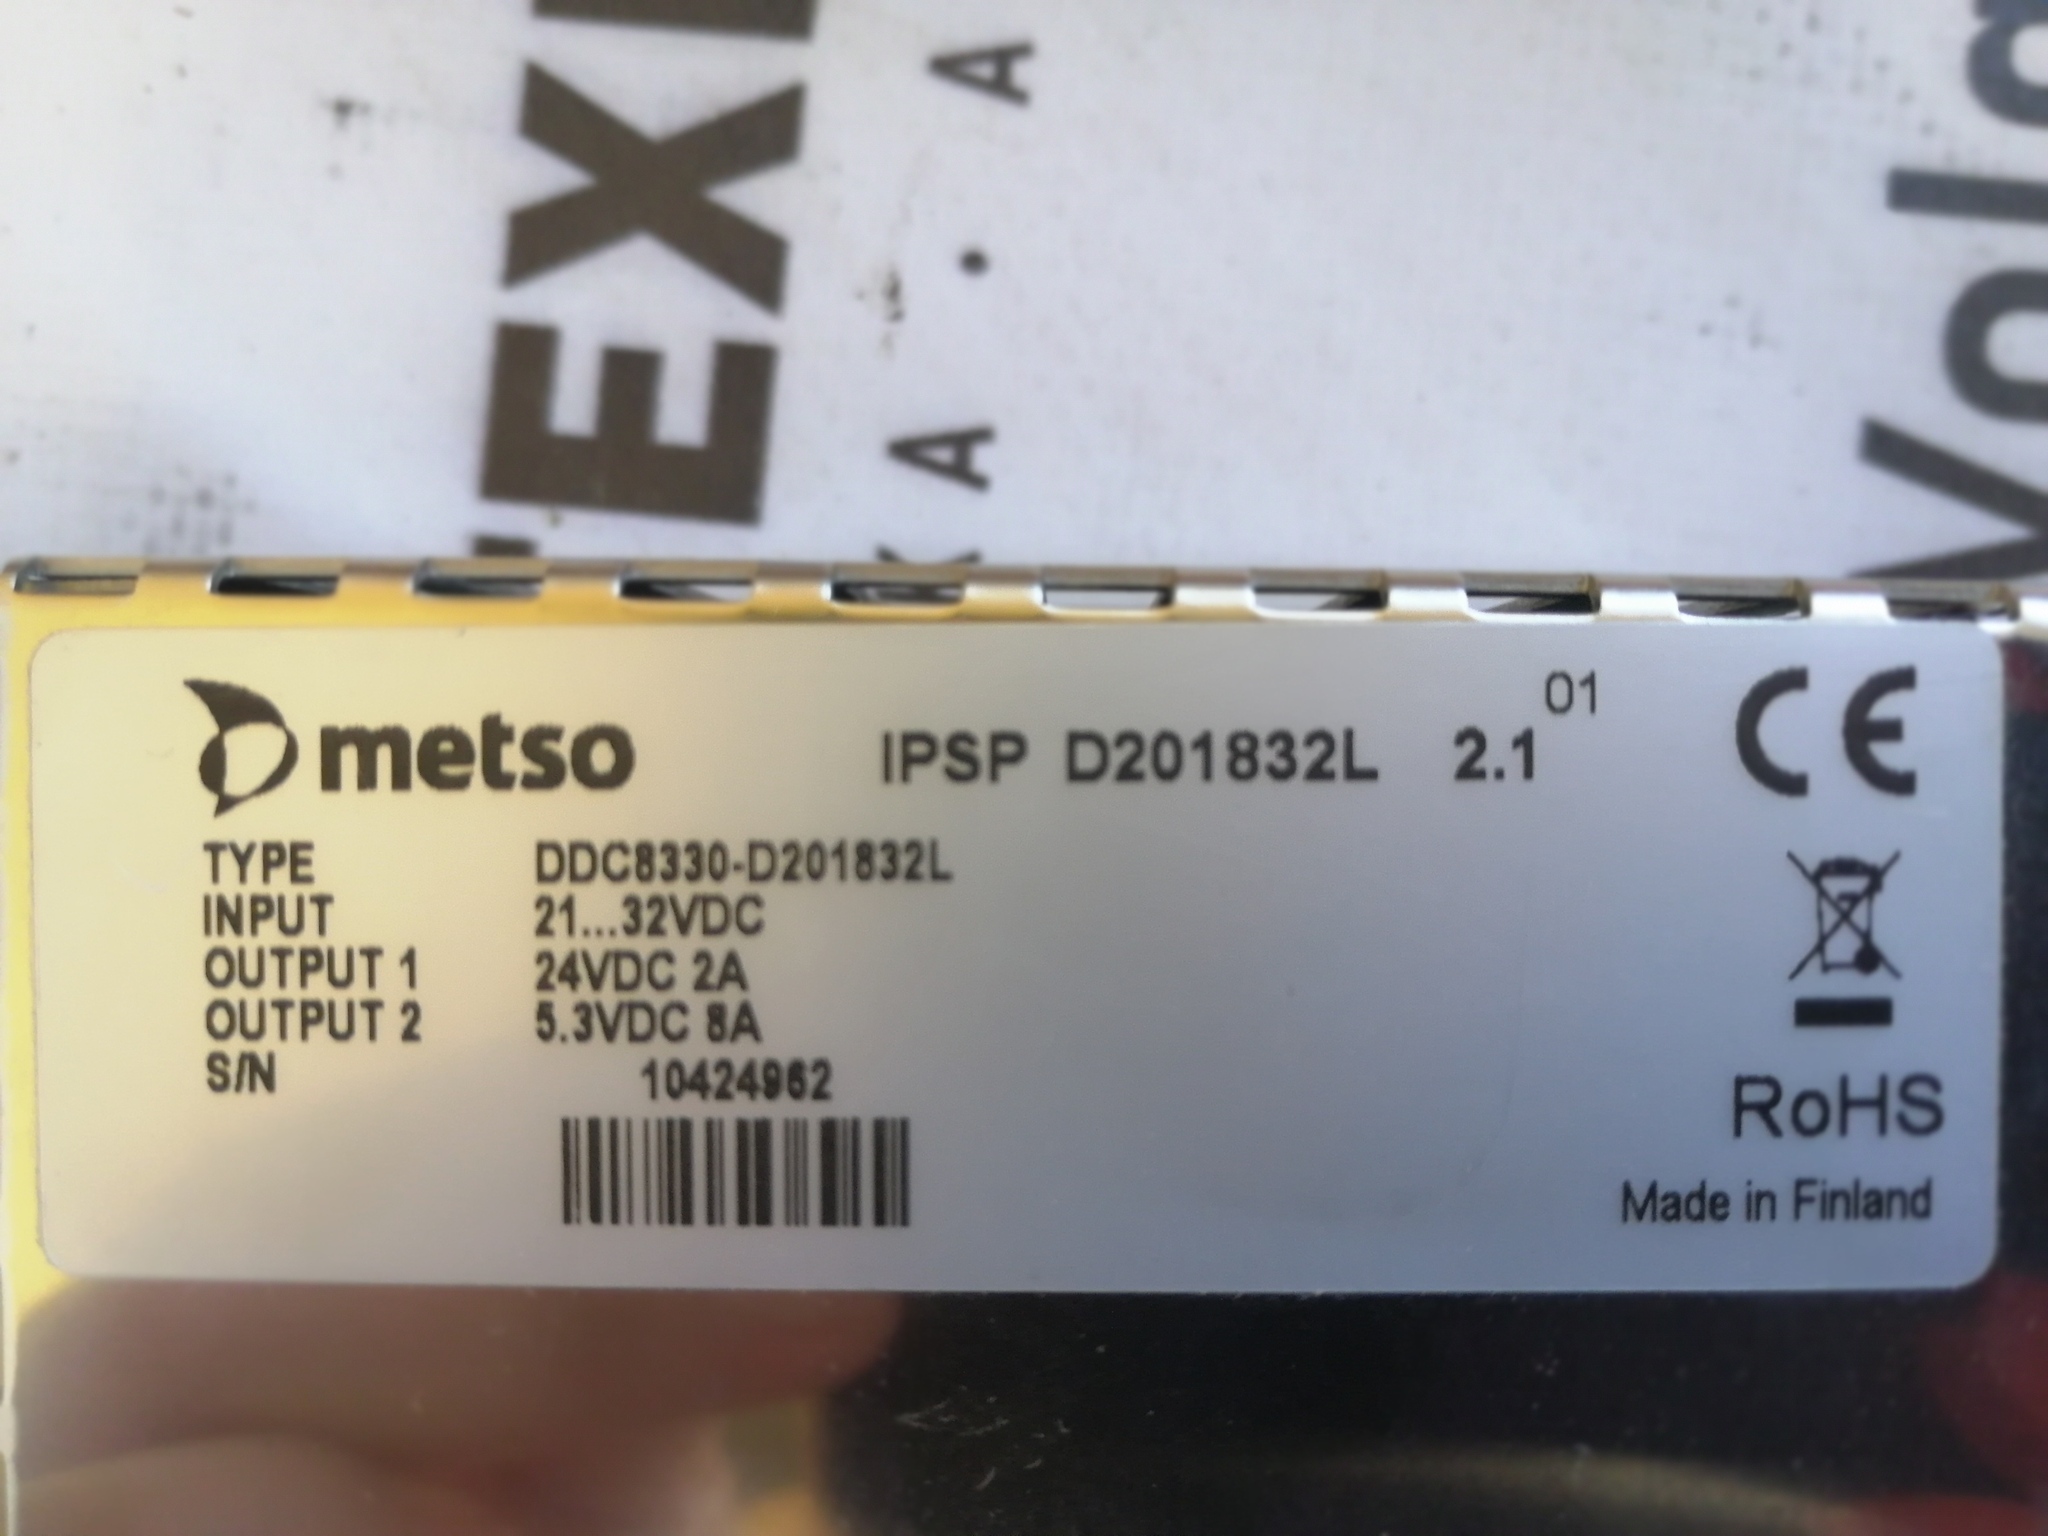 metso IPSP D201832L 2.1 01
CE
TYPE DDC8330-D201832L
INPUT 21...32VDC
OUTPUT 1 24VDC 2A
OUTPUT 2 5.3VDC 8A
S/N 10424962
RoHS
Made in Finland